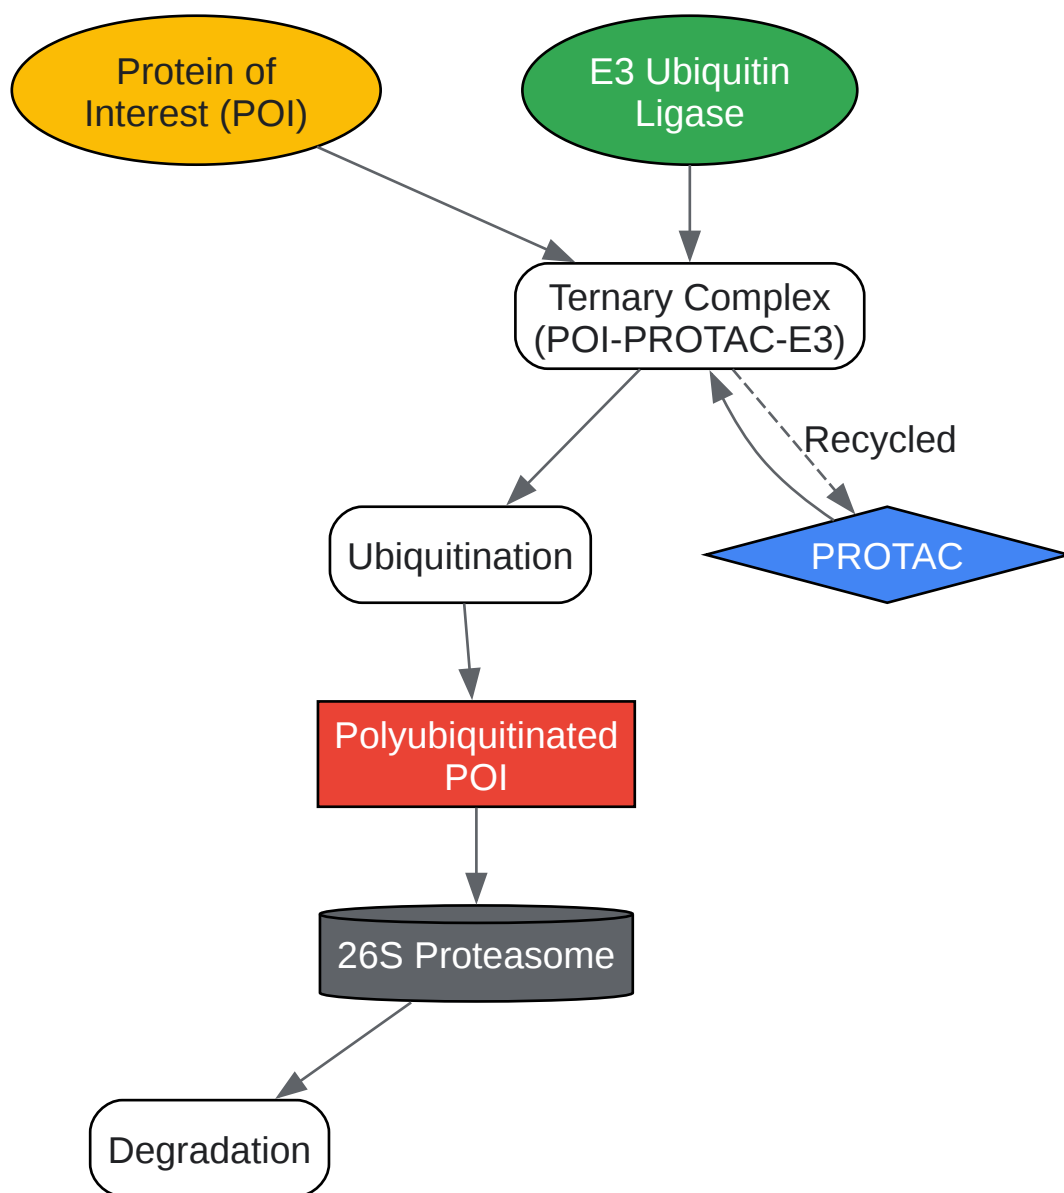 Protein of
Interest (POI)
E3 Ubiquitin
Ligase
Ternary Complex
(POI-PROTAC-E3)
Recycled
Ubiquitination
PROTAC
Polyubiquitinated
POI
26S Proteasome
Degradation